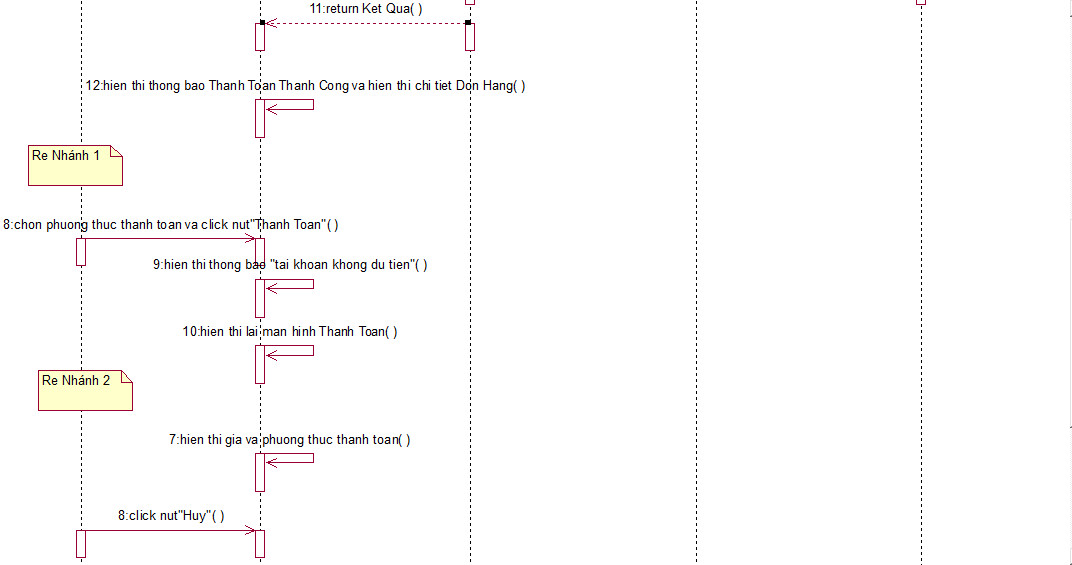 11:return Ket Qua( )
12:hien thi thong bao Thanh Toan Thanh Cong va hien thi chi tiet Don Hang( )
Re Nhánh 1
8:chon phuong thuc thanh toan va click nut"Thanh Toan"( )
9:hien thi thong bao "tai khoan khong du tien"( )
10:hien thi lai man hinh Thanh Toan( )
Re Nhánh 2
7:hien thi gia va phuong thuc thanh toan( )
8:click nut"Huy"( )